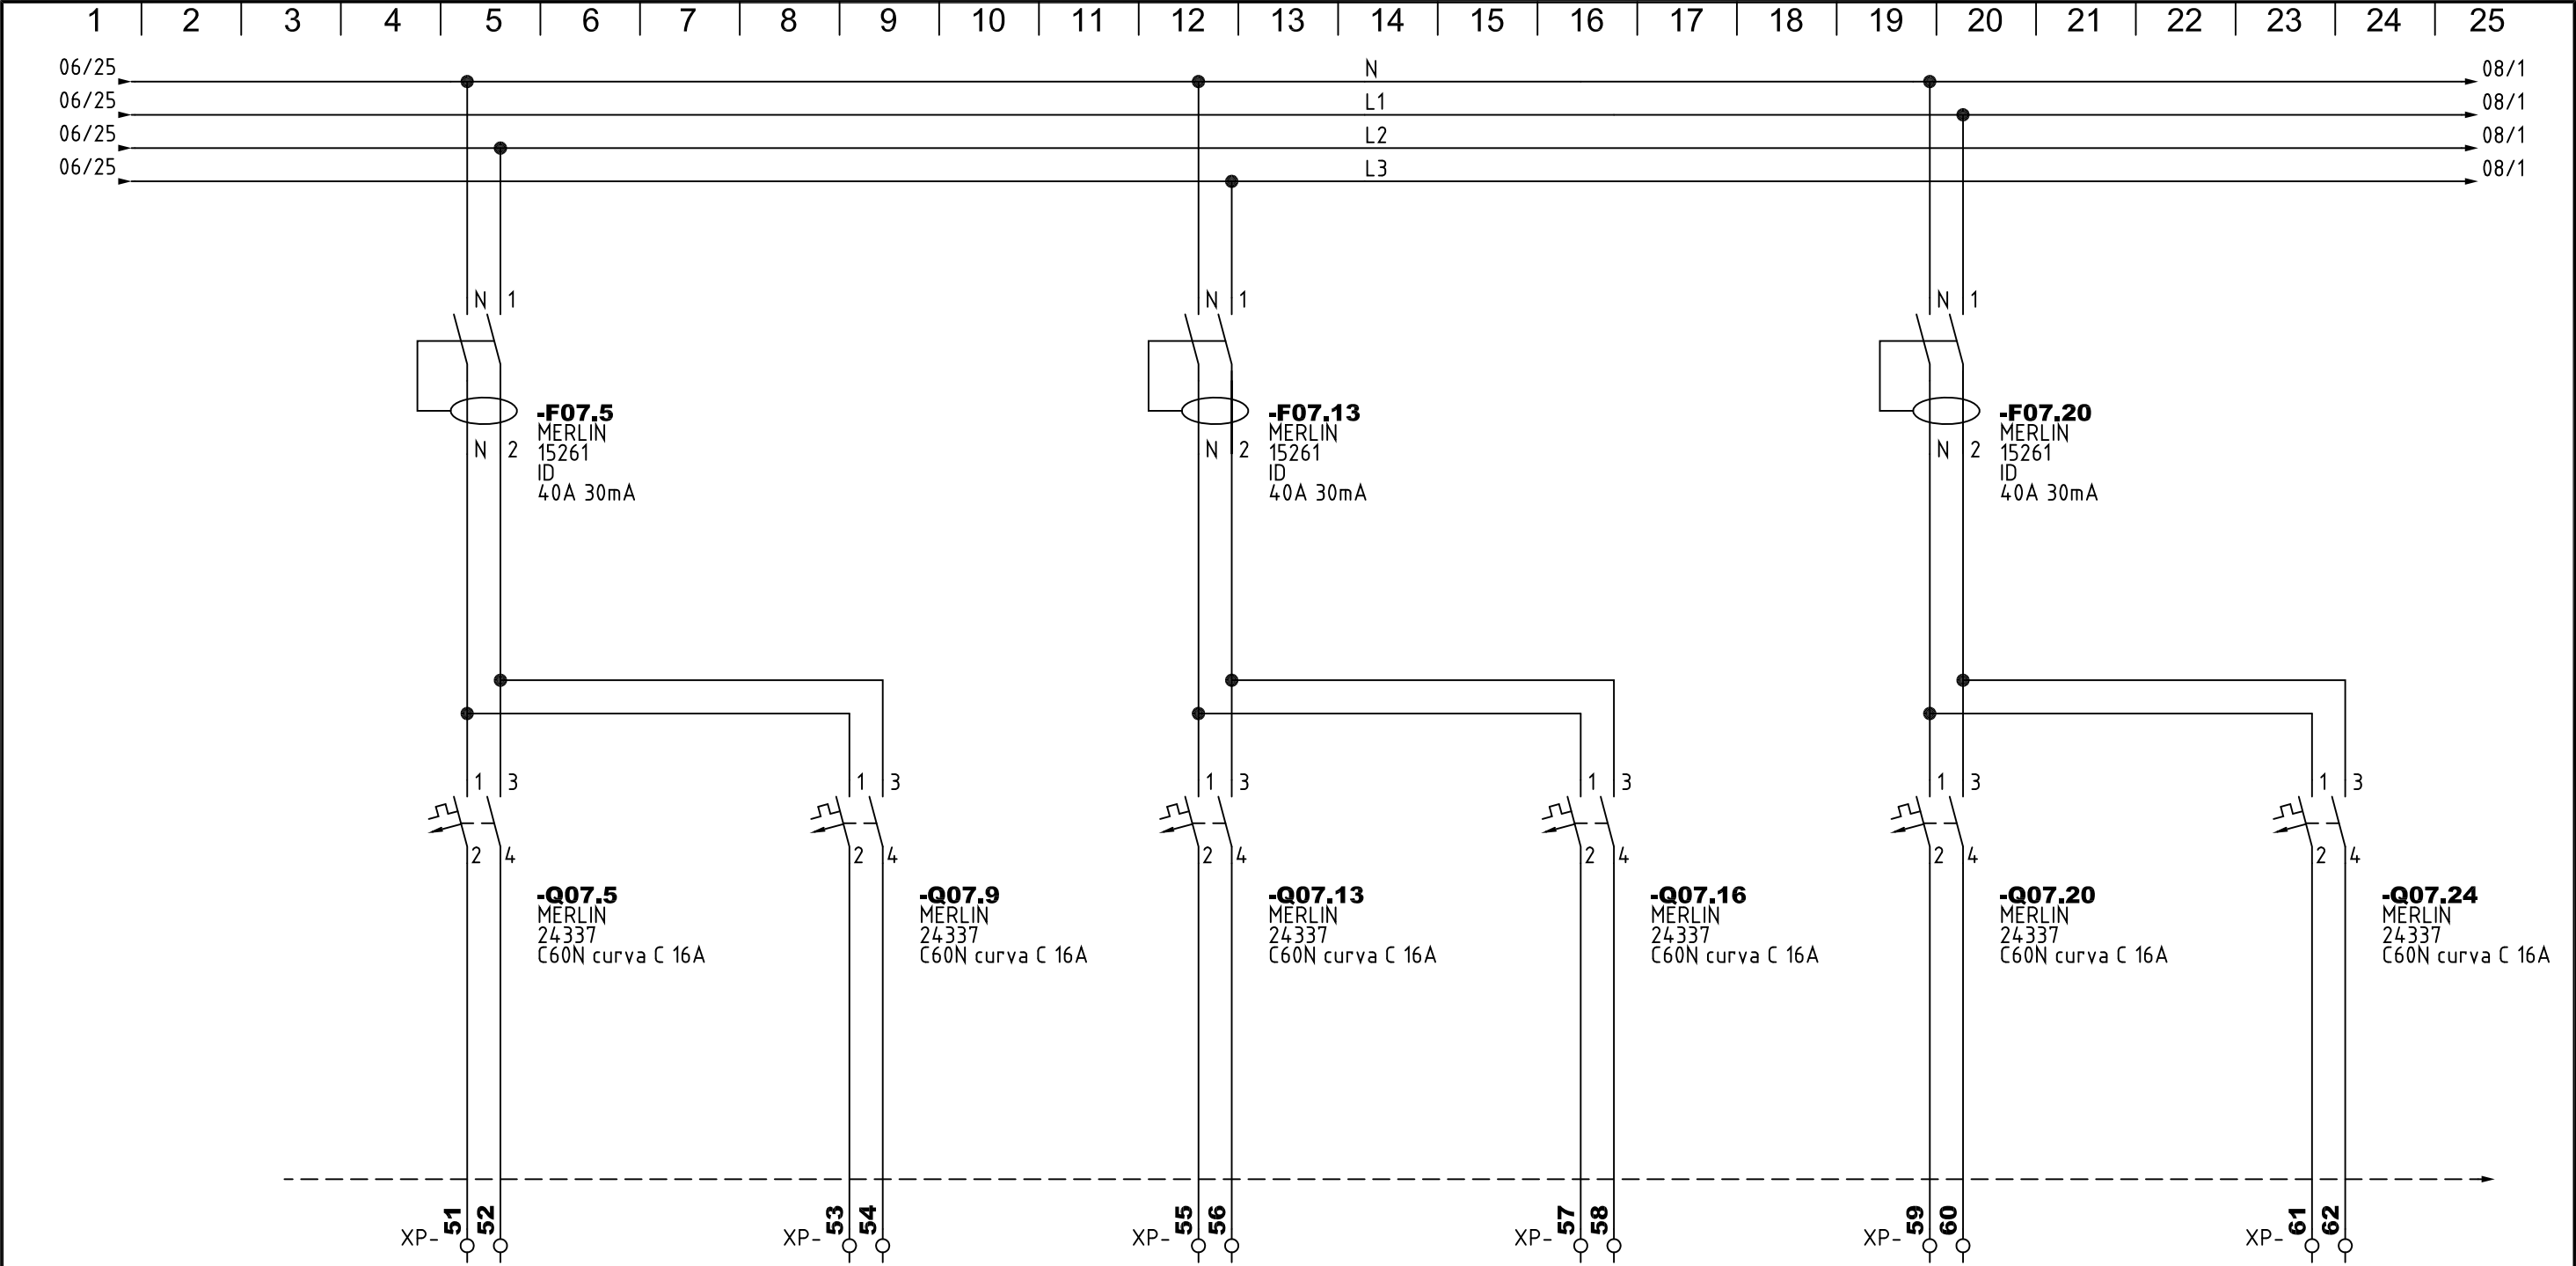 1 2 3 4 5 6 7 8 9 10 11 12 13 14 15 16 17 18 19 20 21 22 23 24 25
06/25 N 08/1
06/25 L1 08/1
06/25 L2 08/1
06/25 L3 08/1
N 1 N 1 N 1
-F07.5
MERLIN
15261
ID
40A 30mA
N 2
-F07.13
MERLIN
15261
ID
40A 30mA
N 2
-F07.20
MERLIN
15261
ID
40A 30mA
N 2
1 3 1 3 1 3 1 3 1 3 1 3
2 4 2 4 2 4 2 4 2 4 2 4
-Q07.5
MERLIN
24337
C60N curva C 16A
-Q07.9
MERLIN
24337
C60N curva C 16A
-Q07.13
MERLIN
24337
C60N curva C 16A
-Q07.16
MERLIN
24337
C60N curva C 16A
-Q07.20
MERLIN
24337
C60N curva C 16A
-Q07.24
MERLIN
24337
C60N curva C 16A
XP- 51 52 XP- 53 54 XP- 55 56 XP- 57 58 XP- 59 60 XP- 61 62